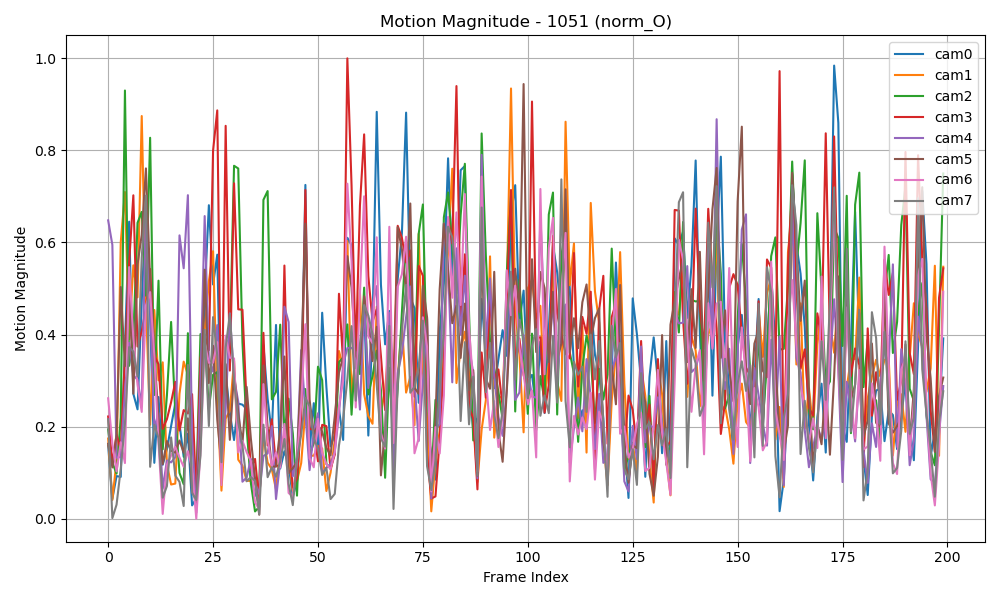 Motion Magnitude - 1051 (norm_O)
1.0
0.8
0.6
0.4
0.2
0.0
Motion Magnitude
0 25 50 75 100 125 150 175 200
Frame Index
cam0
cam1
cam2
cam3
cam4
cam5
cam6
cam7